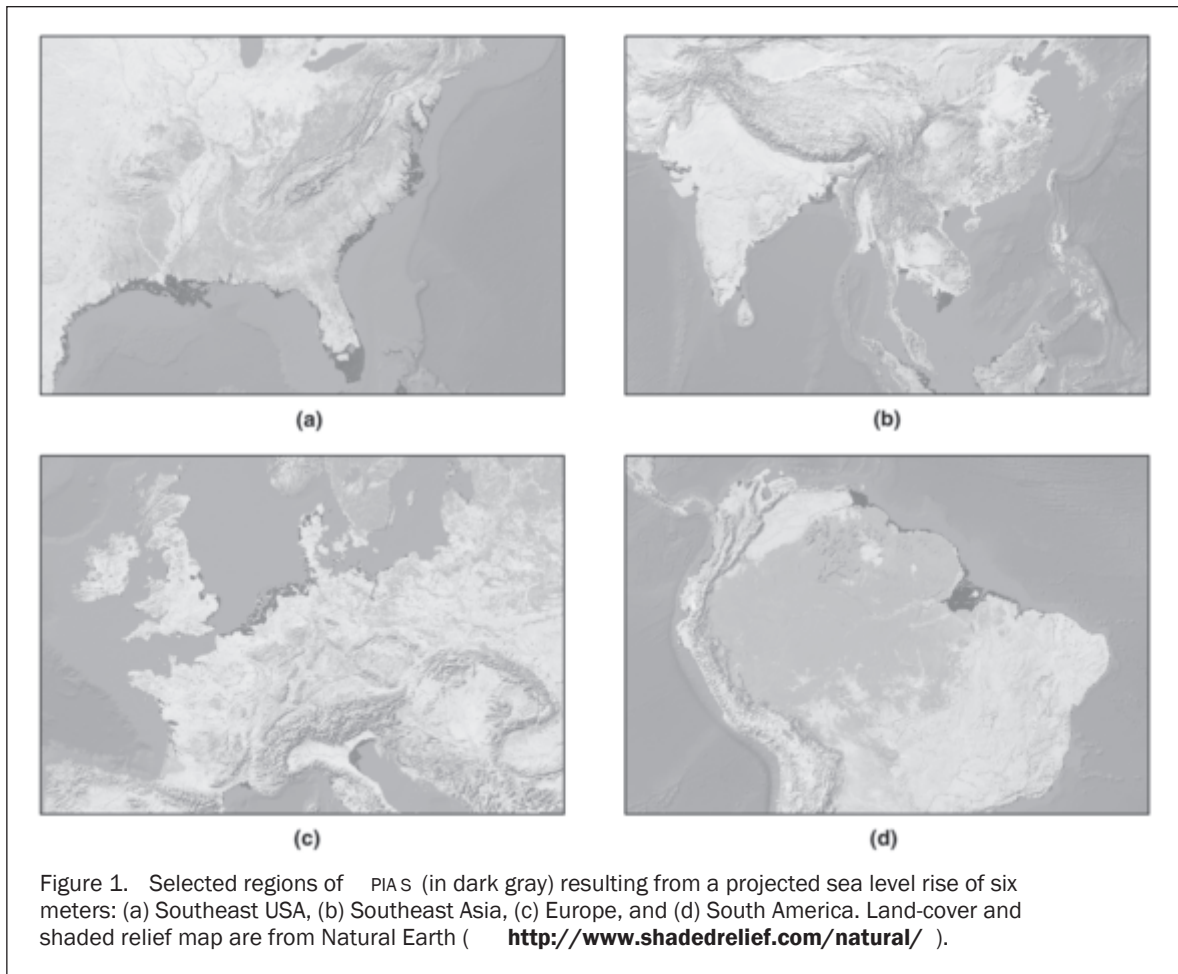 (a)
(b)
(c)
(d)
Figure 1. Selected regions of PIAS (in dark gray) resulting from a projected sea level rise of six
meters: (a) Southeast USA, (b) Southeast Asia, (c) Europe, and (d) South America. Land-cover and
shaded relief map are from Natural Earth ( http://www.shadedrelief.com/natural/ ).